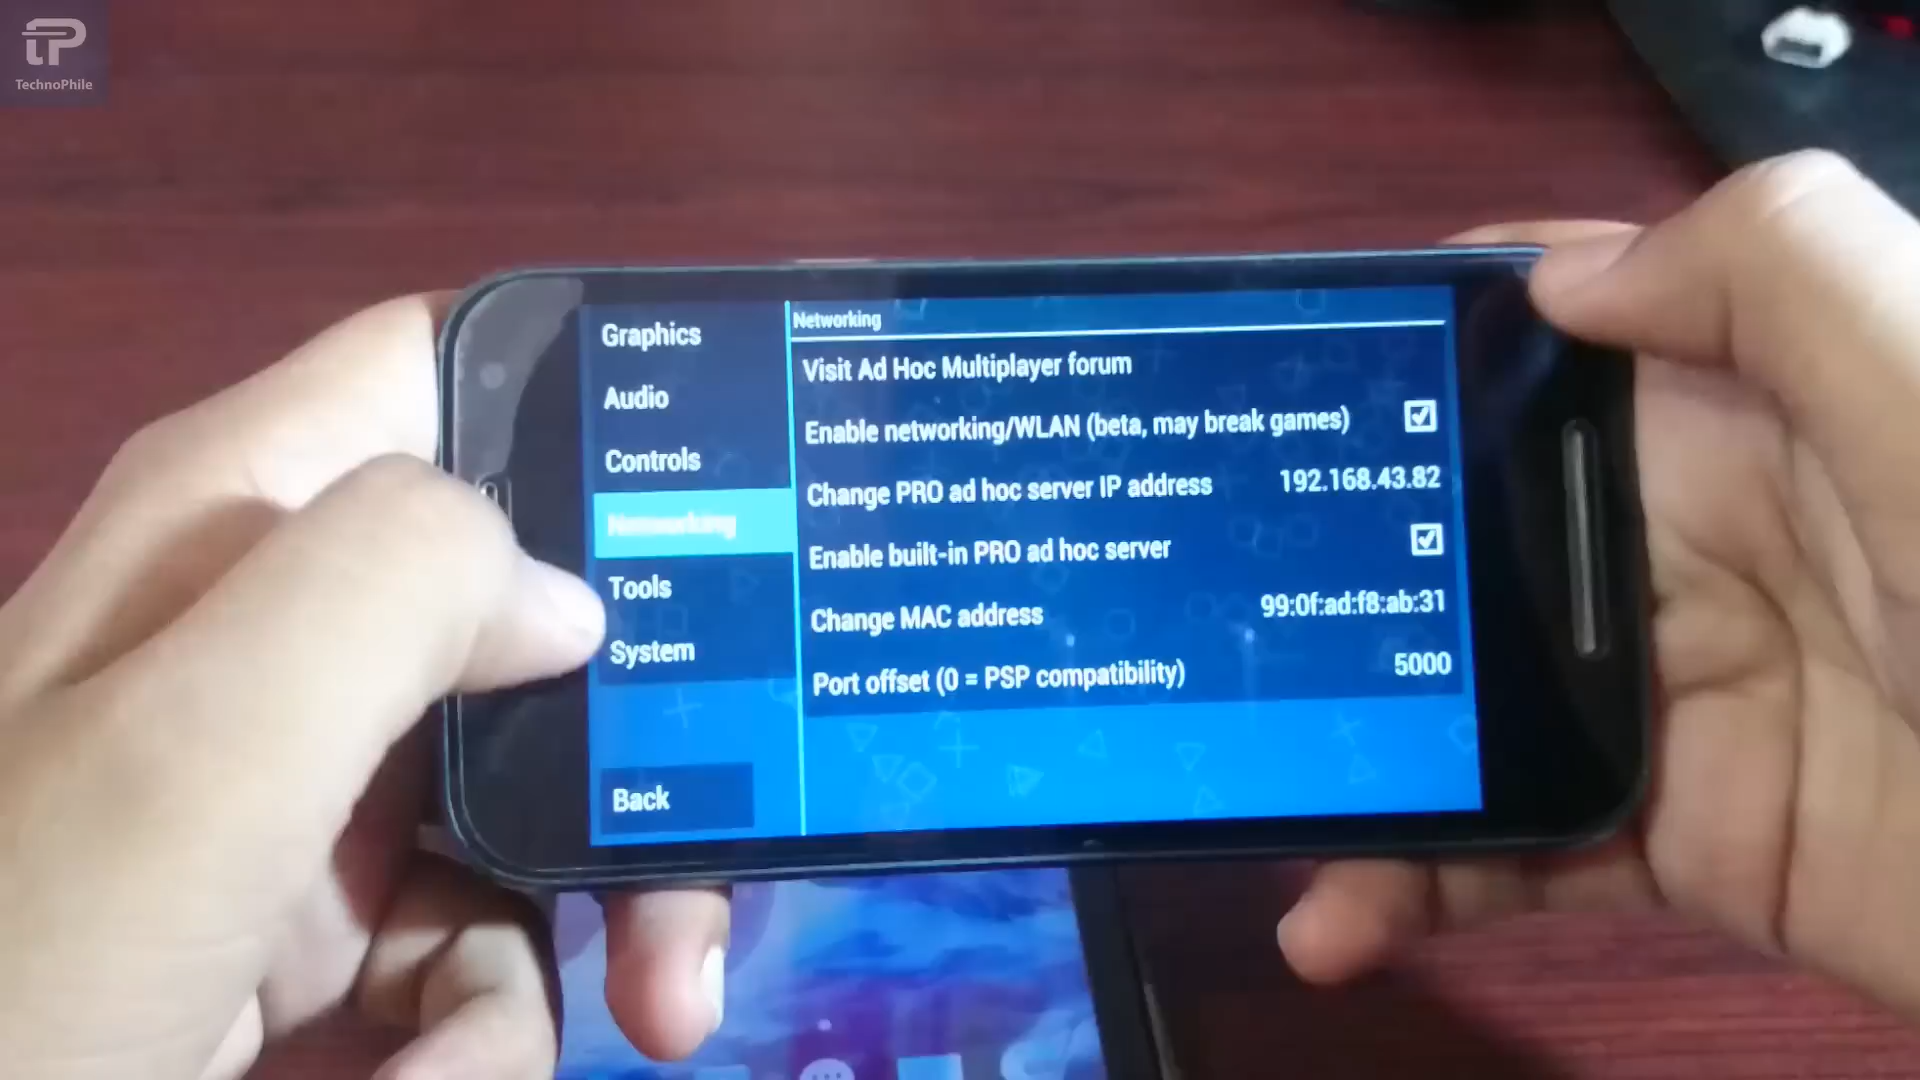 TechnoPhile
Graphics
Audio
Controls
Networking
Tools
System
Back
Networking
Visit Ad Hoc Multiplayer forum
Enable networking/WLAN (beta, may break games)
Change PRO ad hoc server IP address 192.168.43.82
Enable built-in PRO ad hoc server
Change MAC address 99:0f:ad:f8:ab:31
Port offset (0 = PSP compatibility) 5000